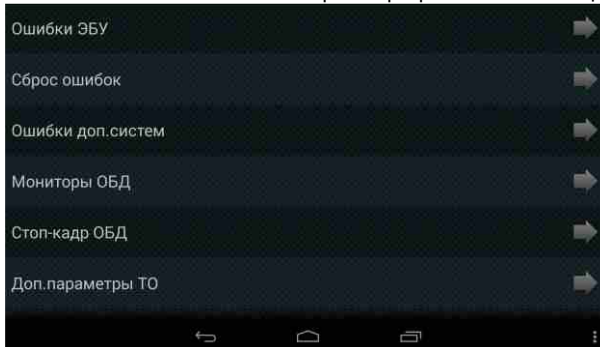 Ошибки ЭБУ
Сброс ошибок
Ошибки доп.систем
Мониторы ОБД
Стоп-кадр ОБД
Доп.параметры ТО